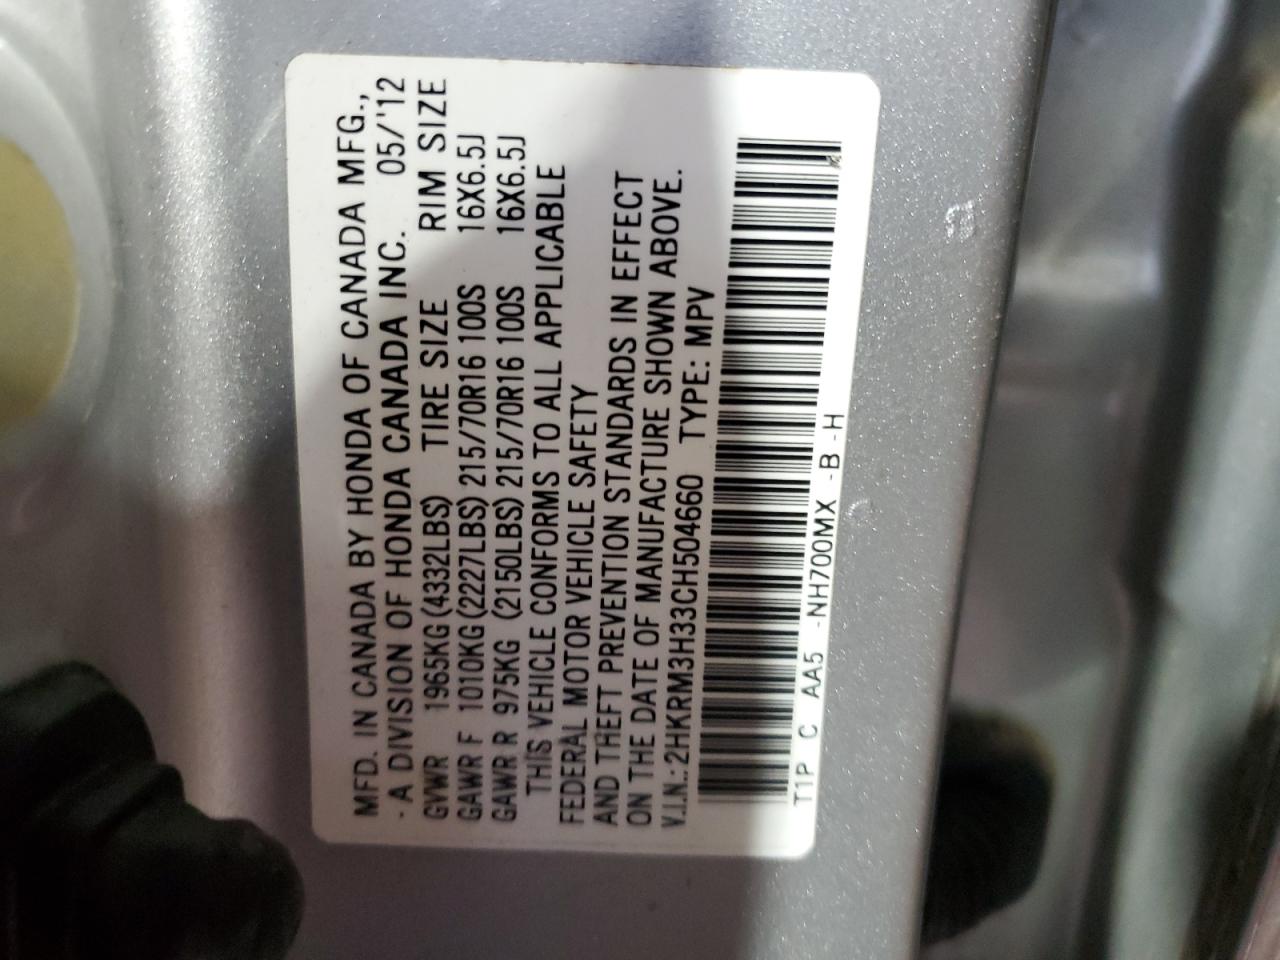 MFD. IN CANADA BY HONDA OF CANADA MFG.,
- A DIVISION OF HONDA CANADA INC. 05/'12
GVWR 1965KG(4332LBS) TIRE SIZE RIM SIZE
GAWR F 1010KG(2227LBS) 215/70R16 100S 16X6.5J
GAWR R 975KG (2150LBS) 215/70R16 100S 16X6.5J
THIS VEHICLE CONFORMS TO ALL APPLICABLE
FEDERAL MOTOR VEHICLE SAFETY
AND THEFT PREVENTION STANDARDS IN EFFECT
ON THE DATE OF MANUFACTURE SHOWN ABOVE.
V.I.N.: 2HKRM3H33CH504660 TYPE: MPV
T1P C AA5 -NH700MX -B -H